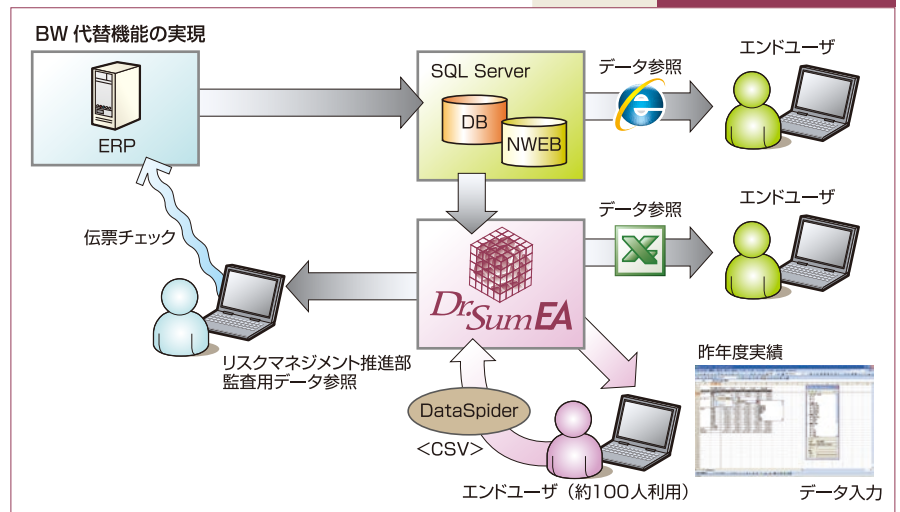 BW 代替機能の実現
ERP
SQL Server
DB
NWEB
データ参照
エンドユーザ
伝票チェック
データ参照
エンドユーザ
Dr.Sum EA
リスクマネジメント推進部
監査用データ参照
DataSpider
<CSV>
エンドユーザ（約100人利用）
昨年度実績
データ入力